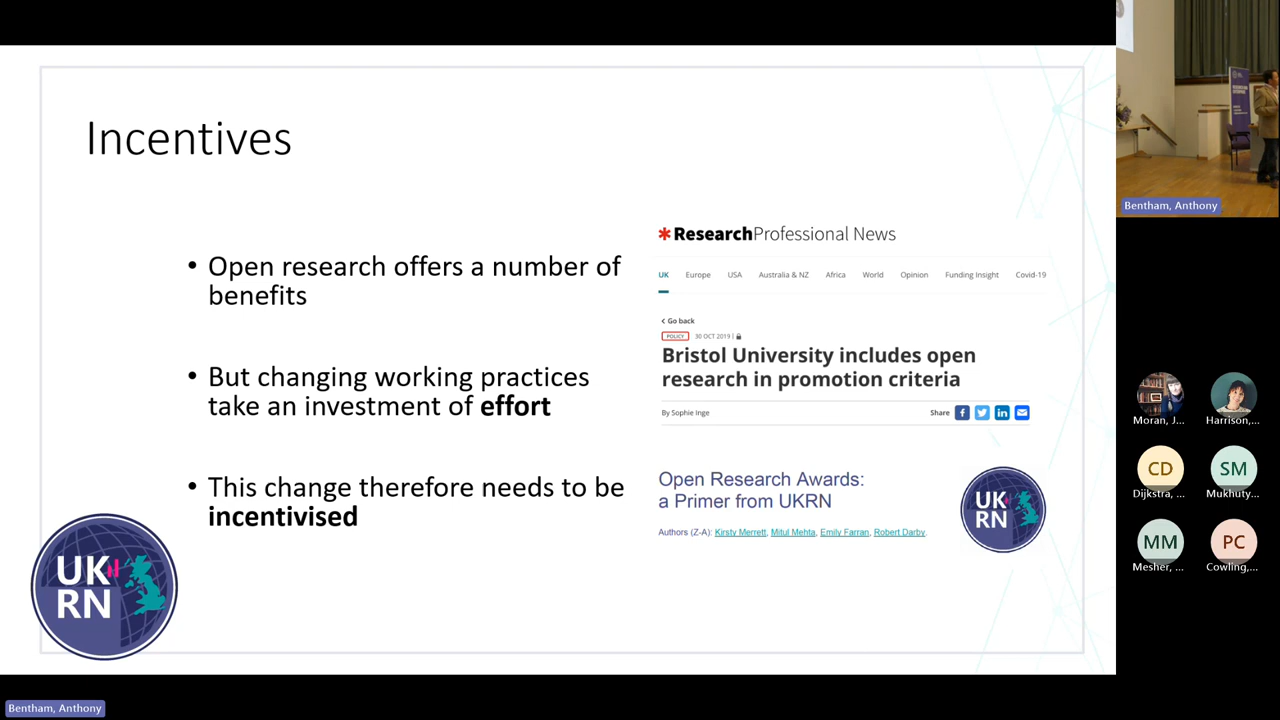 Incentives
• Open research offers a number of
benefits
• But changing working practices
take an investment of effort
• This change therefore needs to be
incentivised
UK
RN
ResearchProfessional News
UK Europe USA Australia & NZ Africa World Opinion Funding Insight Covid-19
Go back
POLICY 30 OCT 2019
Bristol University includes open
research in promotion criteria
By Sophie Inge
Share
Open Research Awards:
a Primer from UKRN
Authors (Z-A): Kirsty Merrett, Mitul Mehta, Emily Farran, Robert Darby.
UK
RN
Bentham, Anthony
Moran, J...
Harrison,...
CD
Dijkstra, ...
SM
Mukhuty...
MM
Mesher, ...
PC
Cowling,...
Bentham, Anthony